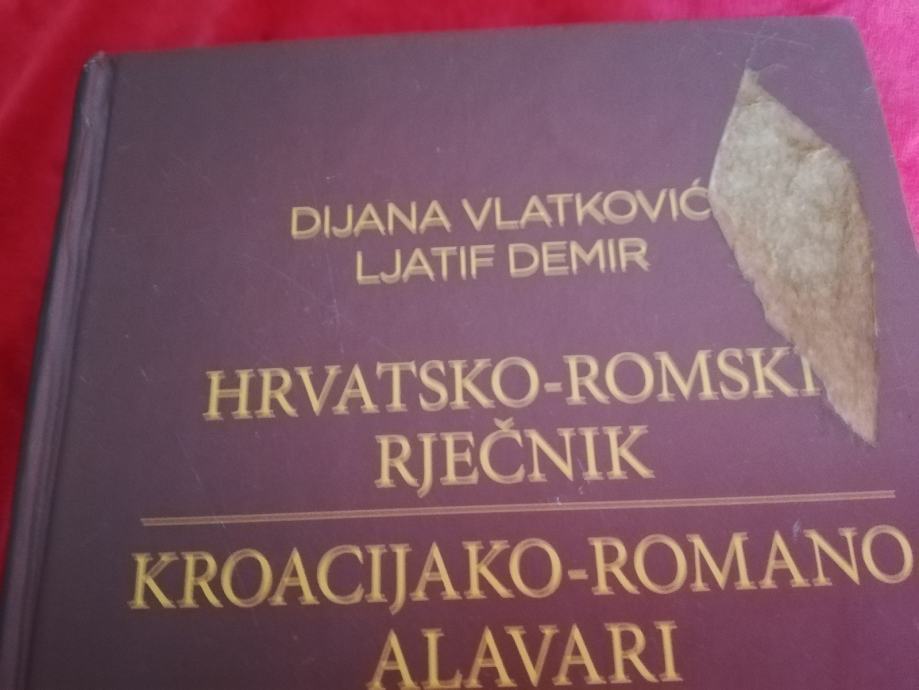 DIJANA VLATKOVIĆ
LJATIF DEMIR
HRVATSKO-ROMSKI
RJEČNIK
KROACIJAKO-ROMANO
ALAVARI